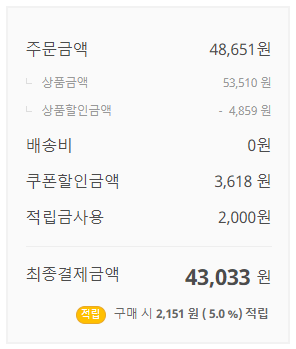 주문금액 48,651원
상품금액 53,510 원
상품할인금액 - 4,859 원
배송비 0원
쿠폰할인금액 3,618 원
적립금사용 2,000원
최종결제금액 43,033 원
적립 구매 시 2,151 원 ( 5.0 %) 적립